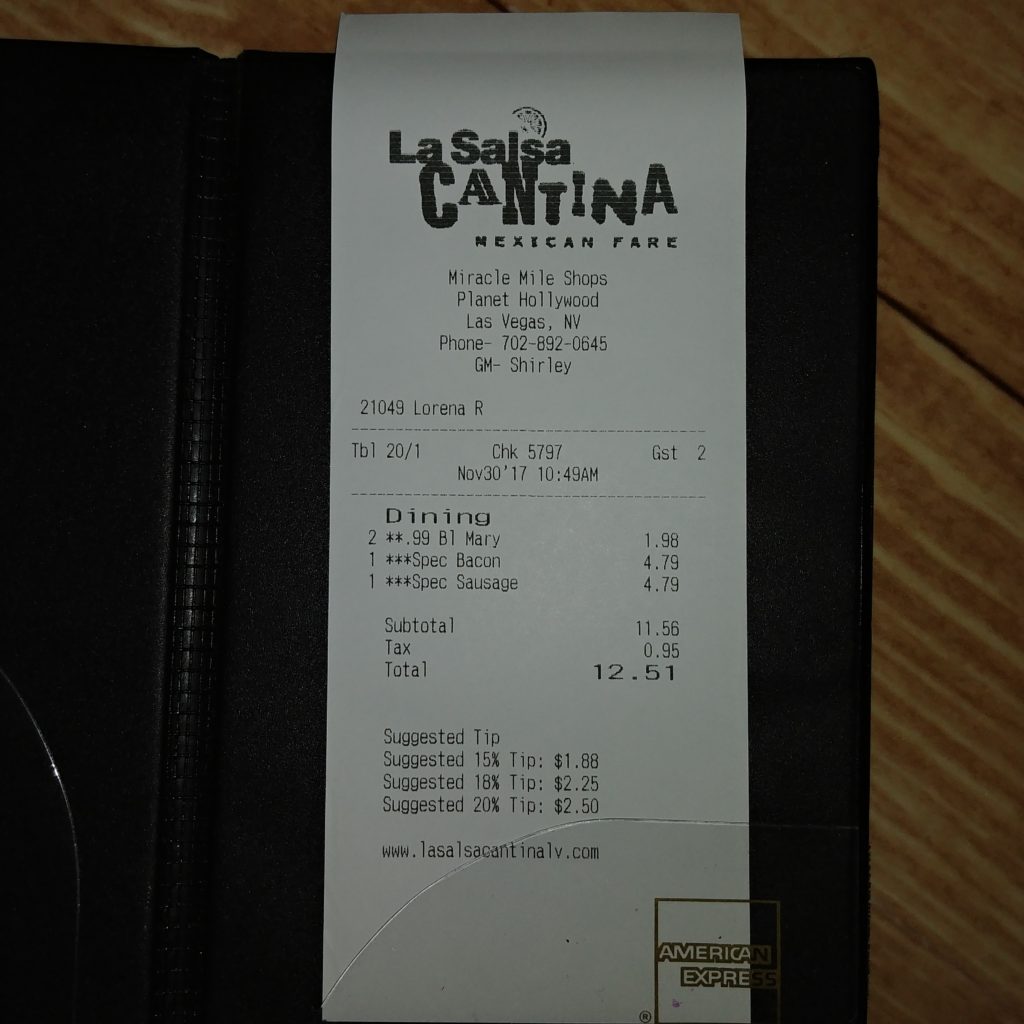 La Salsa
CANTINA
MEXICAN FARE
Miracle Mile Shops
Planet Hollywood
Las Vegas, NV
Phone- 702-892-0645
GM- Shirley
21049 Lorena R
Tbl 20/1 Chk 5797 Gst 2
Nov30'17 10:49AM
Dining
2 **.99 Bl Mary 1.98
1 ***Spec Bacon 4.79
1 ***Spec Sausage 4.79
Subtotal 11.56
Tax 0.95
Total 12.51
Suggested Tip
Suggested 15% Tip: $1.88
Suggested 18% Tip: $2.25
Suggested 20% Tip: $2.50
www.lasalsacantinalv.com
AMERICAN
EXPRESS
®